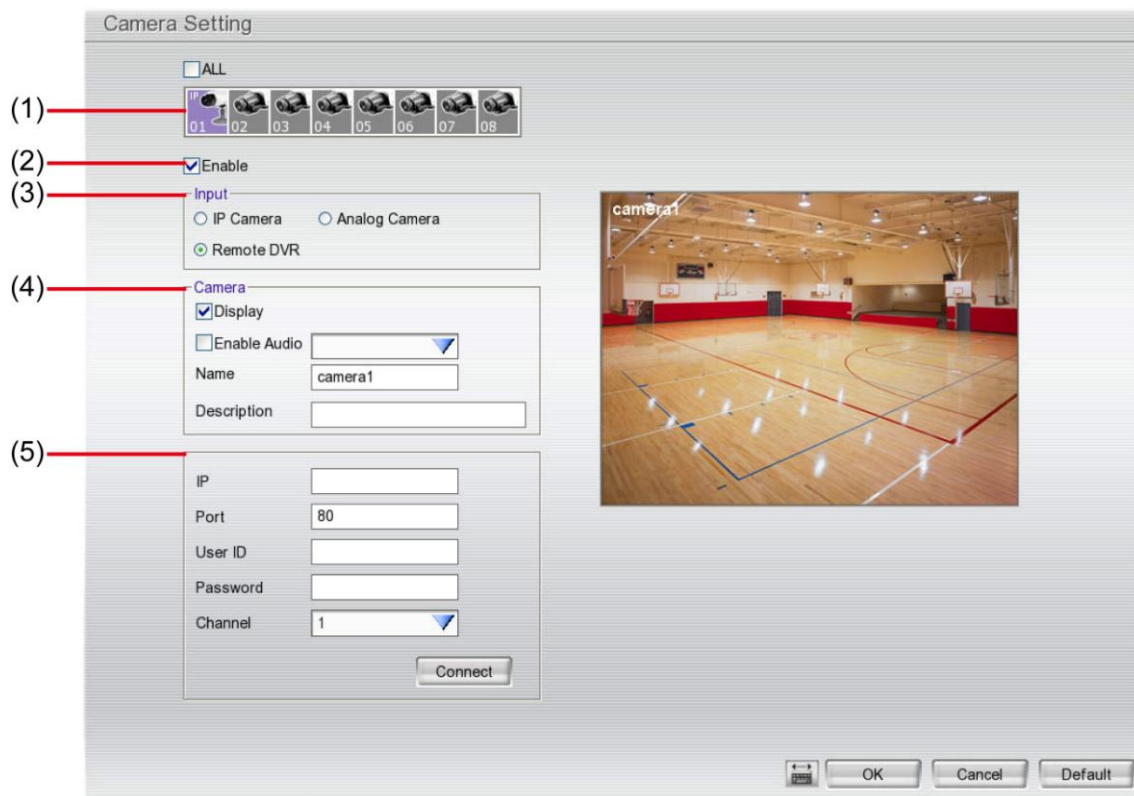 Camera Setting
ALL
(1)
IP
01 02 03 04 05 06 07 08
(2) Enable
(3) Input
IP Camera Analog Camera
Remote DVR
camera1
(4) Camera
Display
Enable Audio
Name camera1
Description
(5)
IP
Port 80
User ID
Password
Channel 1
Connect
OK Cancel Default